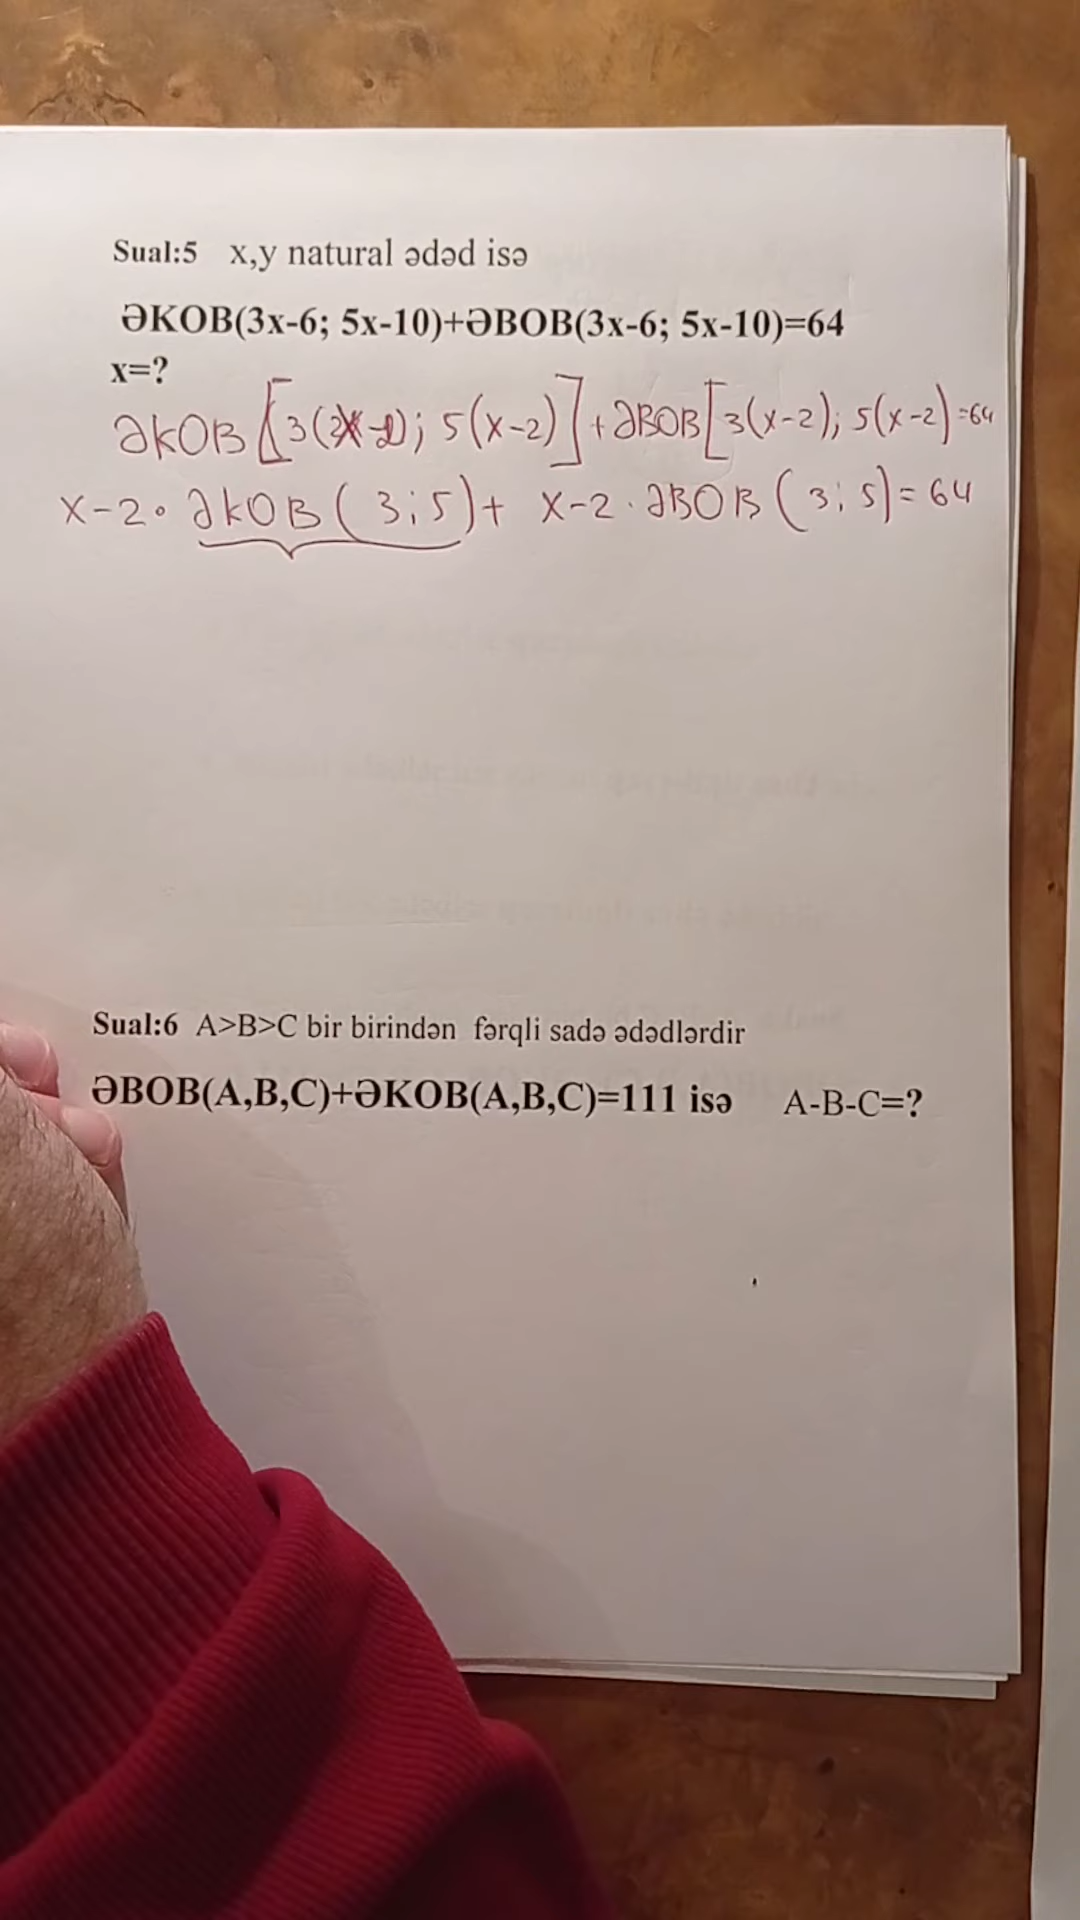 Sual:5 x,y natural ədəd isə
ƏKOB(3x-6; 5x-10)+ƏBOB(3x-6; 5x-10)=64
x=?
ƏKOB[3(x-2); 5(x-2)]+ƏBOB[3(x-2); 5(x-2)=64
x-2·ƏKOB(3;5)+ x-2·ƏBOB(3;5)=64
Sual:6 A>B>C bir birindən fərqli sadə ədədlərdir
ƏBOB(A,B,C)+ƏKOB(A,B,C)=111 isə A-B-C=?